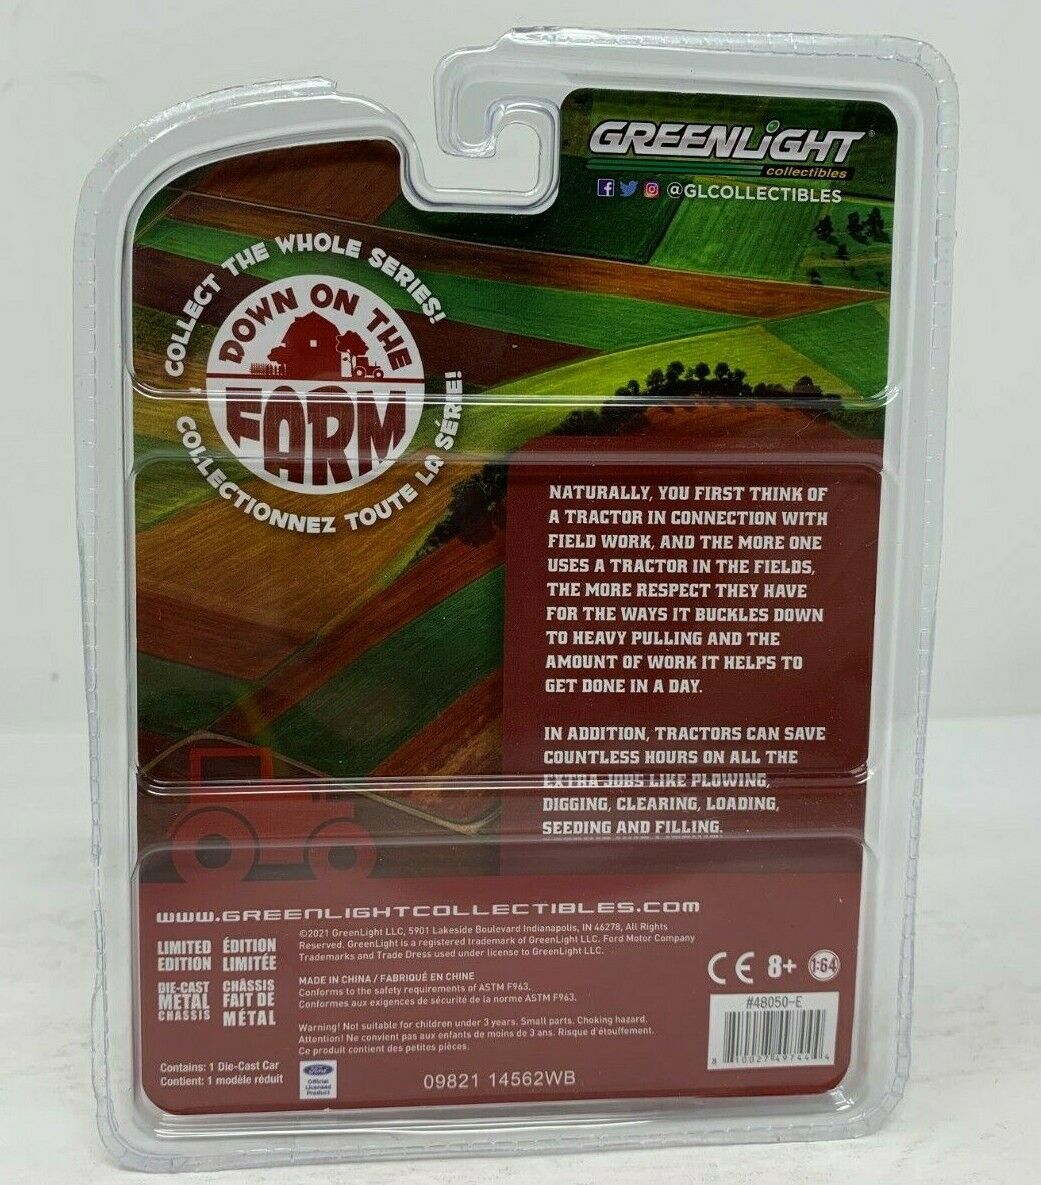 GREENLiGHT
collectibles
@GLCOLLECTIBLES
COLLECT THE WHOLE SERIES!
DOWN ON THE
FARM
COLLECTIONNEZ TOUTE LA SÉRIE!
NATURALLY, YOU FIRST THINK OF
A TRACTOR IN CONNECTION WITH
FIELD WORK, AND THE MORE ONE
USES A TRACTOR IN THE FIELDS,
THE MORE RESPECT THEY HAVE
FOR THE WAYS IT BUCKLES DOWN
TO HEAVY PULLING AND THE
AMOUNT OF WORK IT HELPS TO
GET DONE IN A DAY.
IN ADDITION, TRACTORS CAN SAVE
COUNTLESS HOURS ON ALL THE
EXTRA JOBS LIKE PLOWING,
DIGGING, CLEARING, LOADING,
SEEDING AND FILLING.
www.GREENLIGHTCOLLECTIBLES.com
©2021 GreenLight LLC, 5901 Lakeside Boulevard Indianapolis, IN 46278, All Rights
Reserved. GreenLight is a registered trademark of GreenLight LLC. Ford Motor Company
Trademarks and Trade Dress used under license to GreenLight LLC.
LIMITED EDITION
ÉDITION LIMITÉE
DIE-CAST METAL CHASSIS
CHÂSSIS FAIT DE MÉTAL
MADE IN CHINA / FABRIQUÉ EN CHINE
Conforms to the safety requirements of ASTM F963.
Conformes aux exigences de sécurité de la norme ASTM F963.
Warning! Not suitable for children under 3 years. Small parts. Choking hazard.
Attention! Ne convient pas aux enfants de moins de 3 ans. Risque d'étouffement.
Ce produit contient des petites pièces.
CE 8+ 1:64
#48050-E
8 10027 49744 4
Contains: 1 Die-Cast Car
Contient: 1 modèle réduit
Ford
Official
Licensed
Product
09821 14562WB